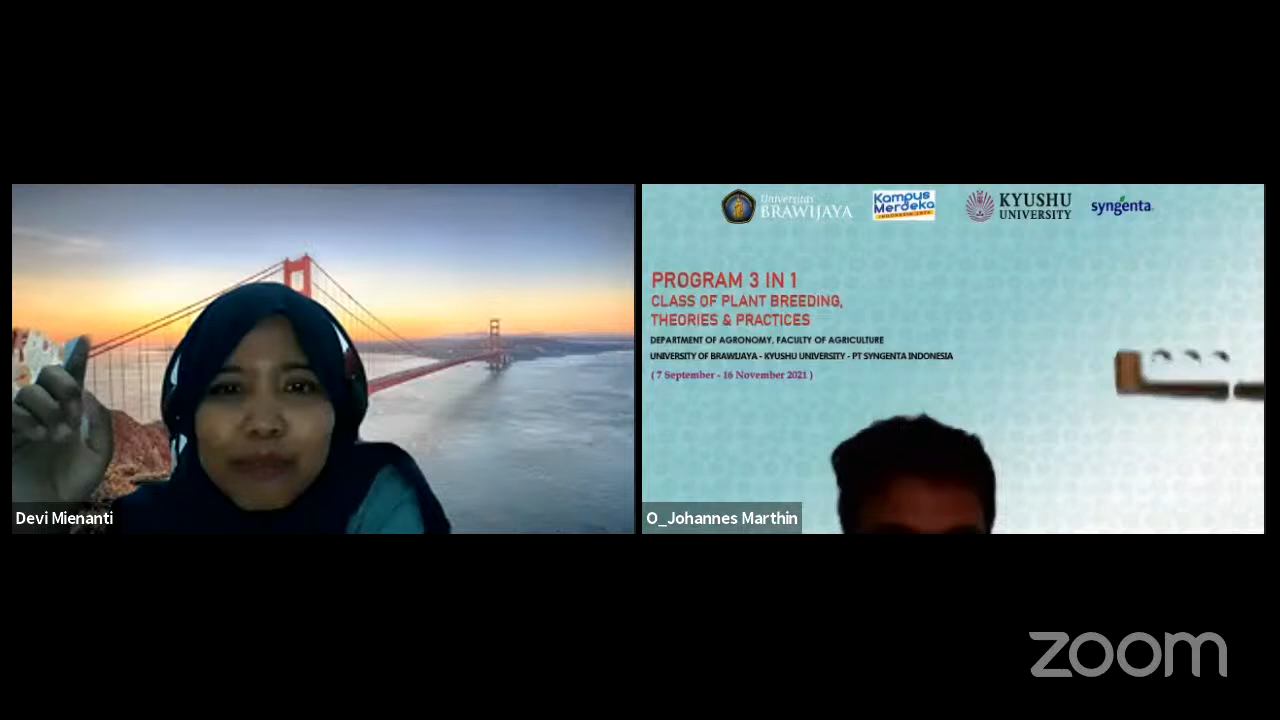 Universitas
BRAWIJAYA
Kampus
Merdeka
INDONESIA JAYA
KYUSHU
UNIVERSITY
syngenta
PROGRAM 3 IN 1
CLASS OF PLANT BREEDING,
THEORIES & PRACTICES
DEPARTMENT OF AGRONOMY, FACULTY OF AGRICULTURE
UNIVERSITY OF BRAWIJAYA - KYUSHU UNIVERSITY - PT SYNGENTA INDONESIA
( 7 September - 16 November 2021 )
Devi Mienanti
O_Johannes Marthin
zoom